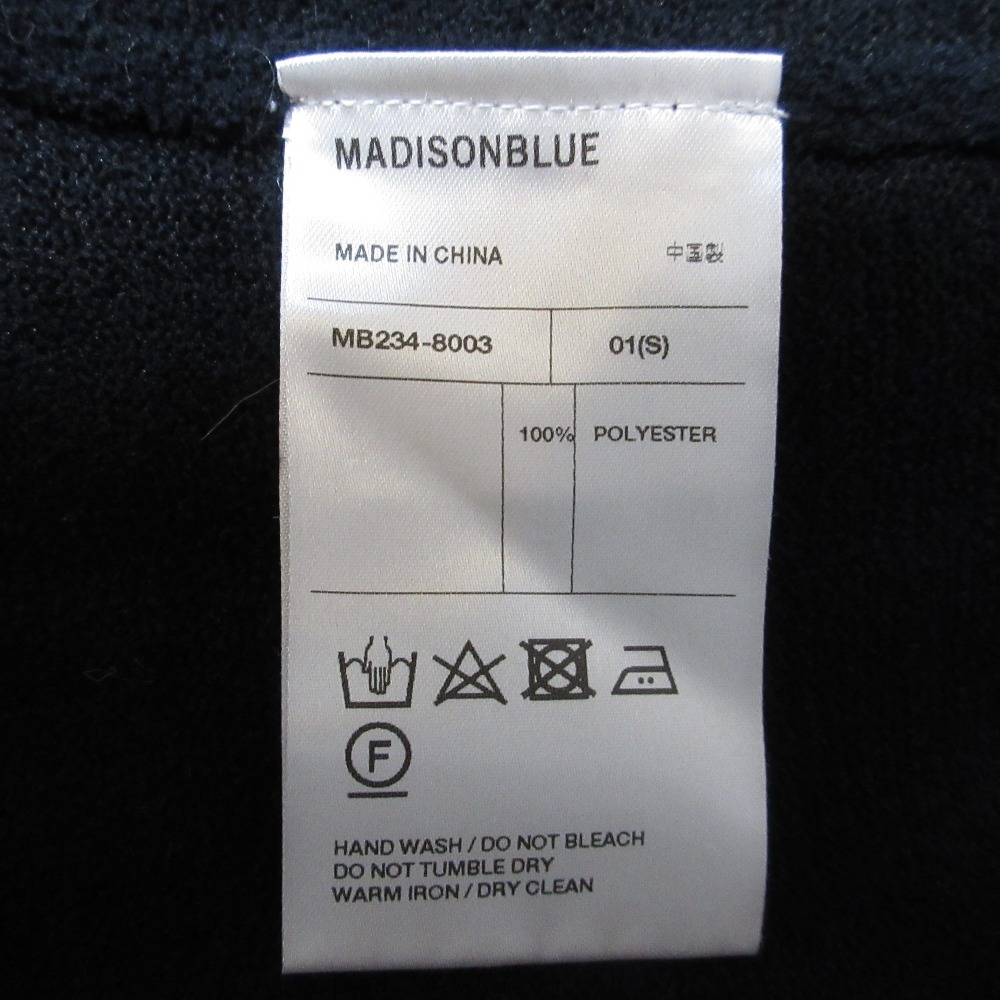 MADISONBLUE
MADE IN CHINA 中国製
MB234-8003 01(S)
100% POLYESTER
F
HAND WASH / DO NOT BLEACH
DO NOT TUMBLE DRY
WARM IRON / DRY CLEAN